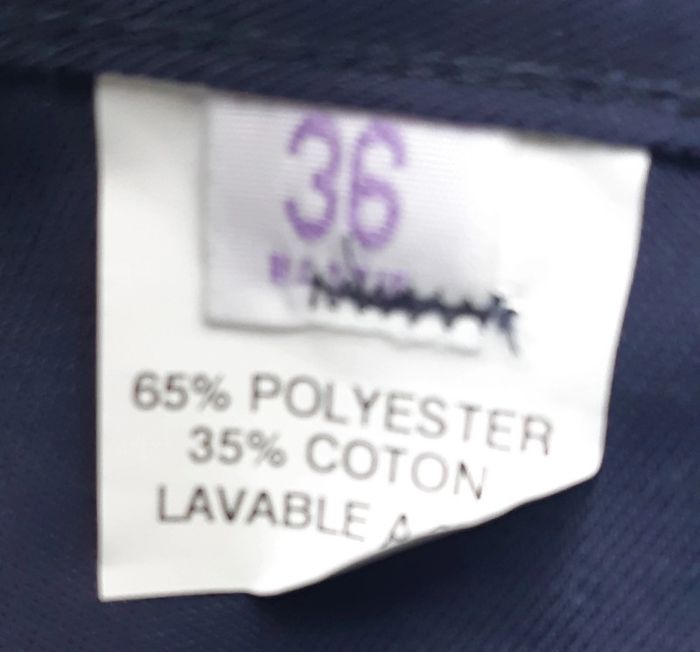 36
65% POLYESTER
35% COTON
LAVABLE A